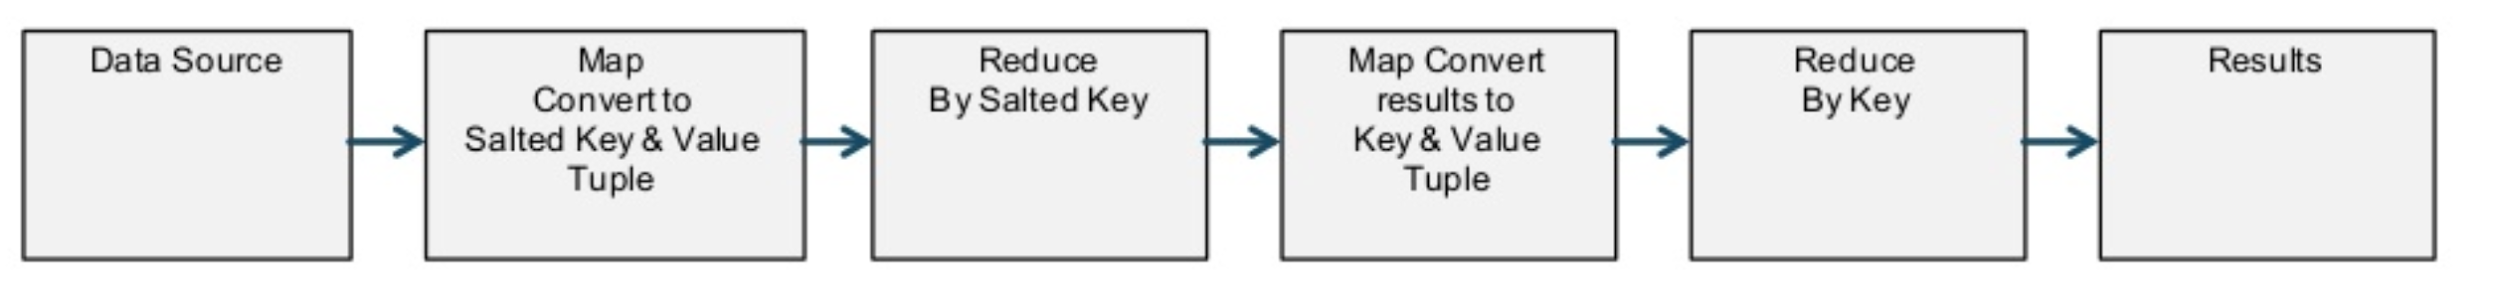 Data Source
Map
Convert to
Salted Key & Value
Tuple
Reduce
By Salted Key
Map Convert
results to
Key & Value
Tuple
Reduce
By Key
Results